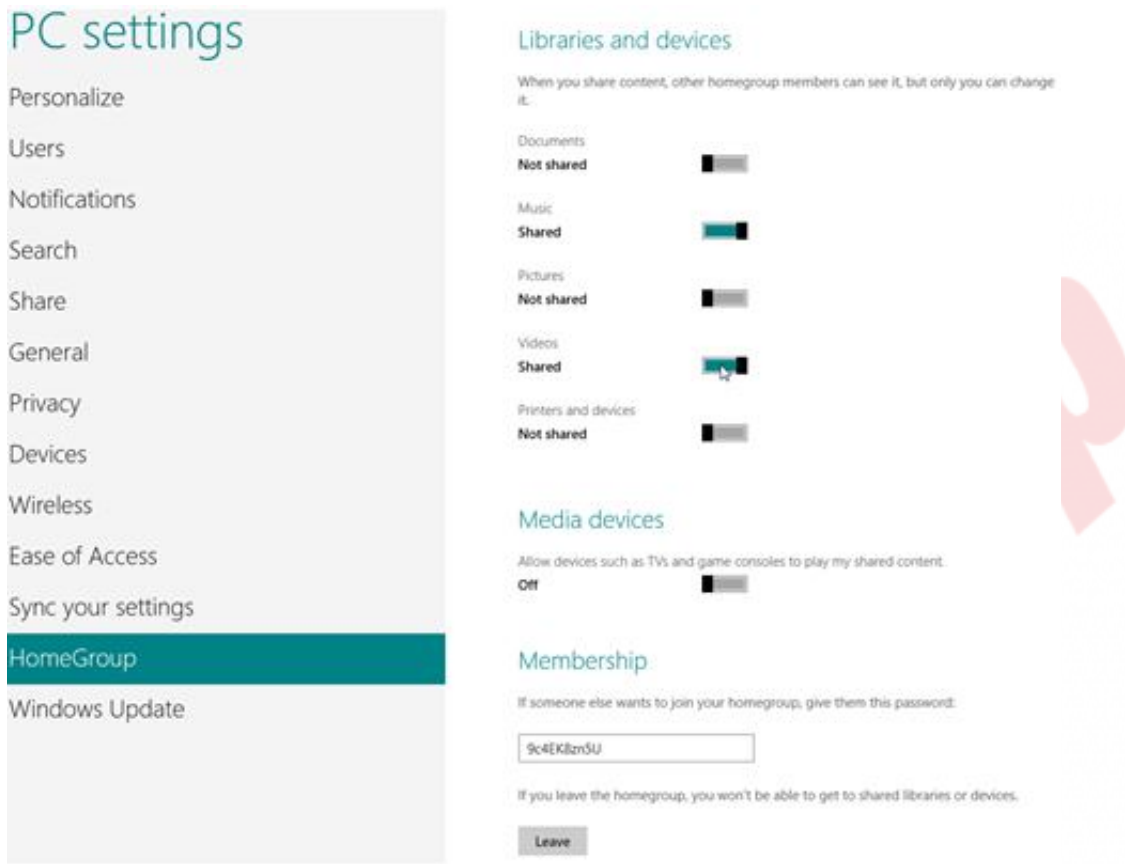 PC settings
Personalize
Users
Notifications
Search
Share
General
Privacy
Devices
Wireless
Ease of Access
Sync your settings
HomeGroup
Windows Update
Libraries and devices
When you share content, other homegroup members can see it, but only you can change
it.
Documents
Not shared
Music
Shared
Pictures
Not shared
Videos
Shared
Printers and devices
Not shared
Media devices
Allow devices such as TVs and game consoles to play my shared content.
Off
Membership
If someone else wants to join your homegroup, give them this password:
9c4EK8zn5U
If you leave the homegroup, you won't be able to get to shared libraries or devices.
Leave